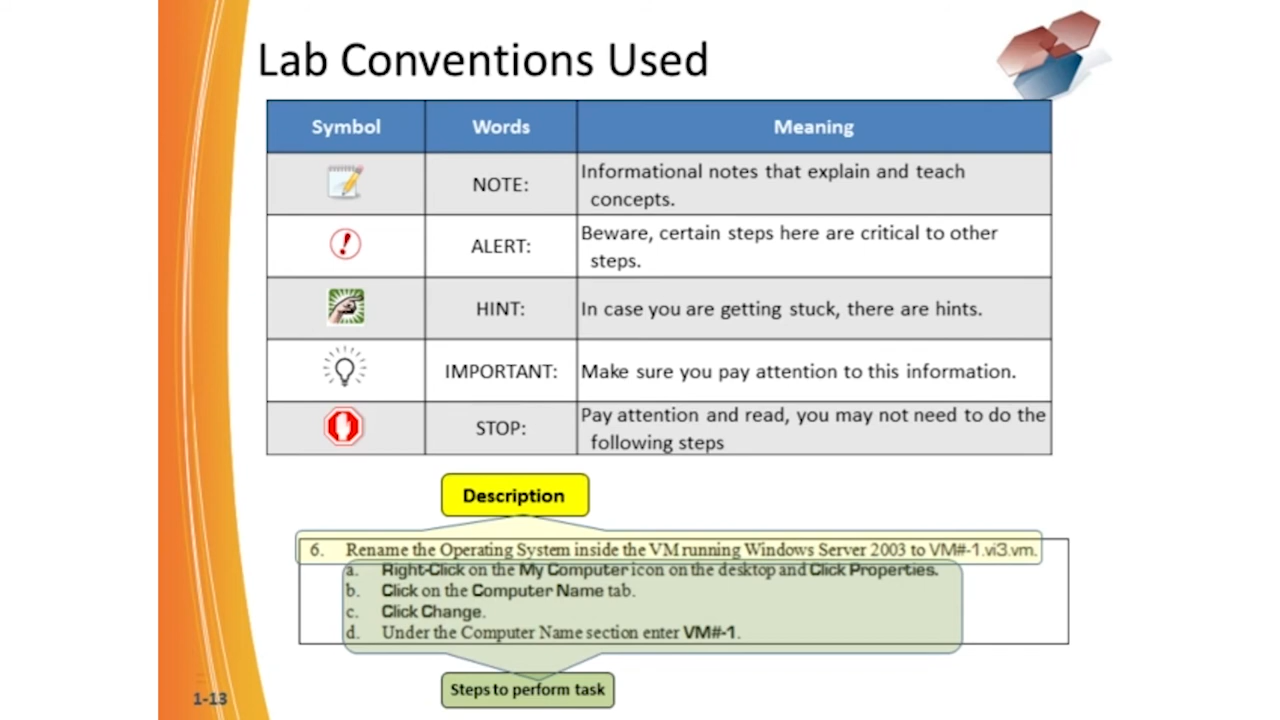 Lab Conventions Used
Symbol Words Meaning
NOTE: Informational notes that explain and teach
concepts.
ALERT: Beware, certain steps here are critical to other
steps.
HINT: In case you are getting stuck, there are hints.
IMPORTANT: Make sure you pay attention to this information.
STOP: Pay attention and read, you may not need to do the
following steps
Description
6. Rename the Operating System inside the VM running Windows Server 2003 to VM#-1.vi3.vm.
a. Right-Click on the My Computer icon on the desktop and Click Properties.
b. Click on the Computer Name tab.
c. Click Change.
d. Under the Computer Name section enter VM#-1.
Steps to perform task
1-13